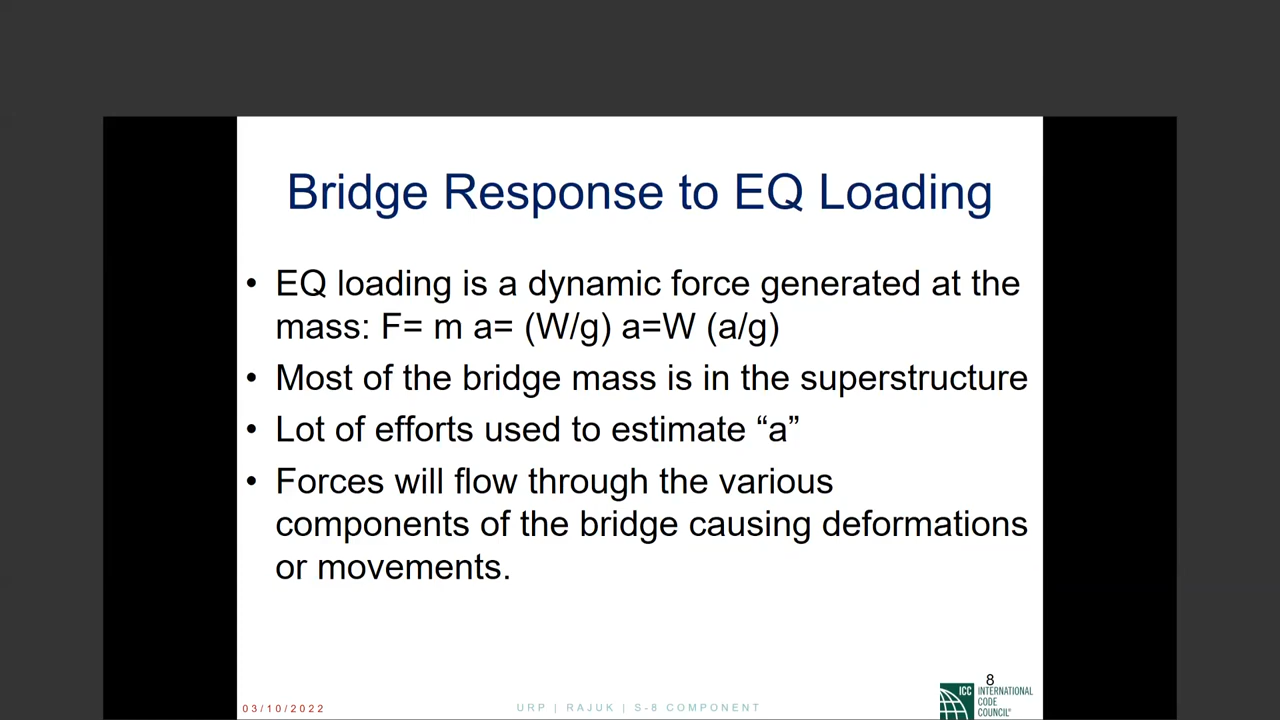 Bridge Response to EQ Loading
• EQ loading is a dynamic force generated at the
mass: F= m a= (W/g) a=W (a/g)
• Most of the bridge mass is in the superstructure
• Lot of efforts used to estimate “a”
• Forces will flow through the various
components of the bridge causing deformations
or movements.
03/10/2022
URP | RAJUK | S-8 COMPONENT
8
ICC INTERNATIONAL
CODE
COUNCIL®